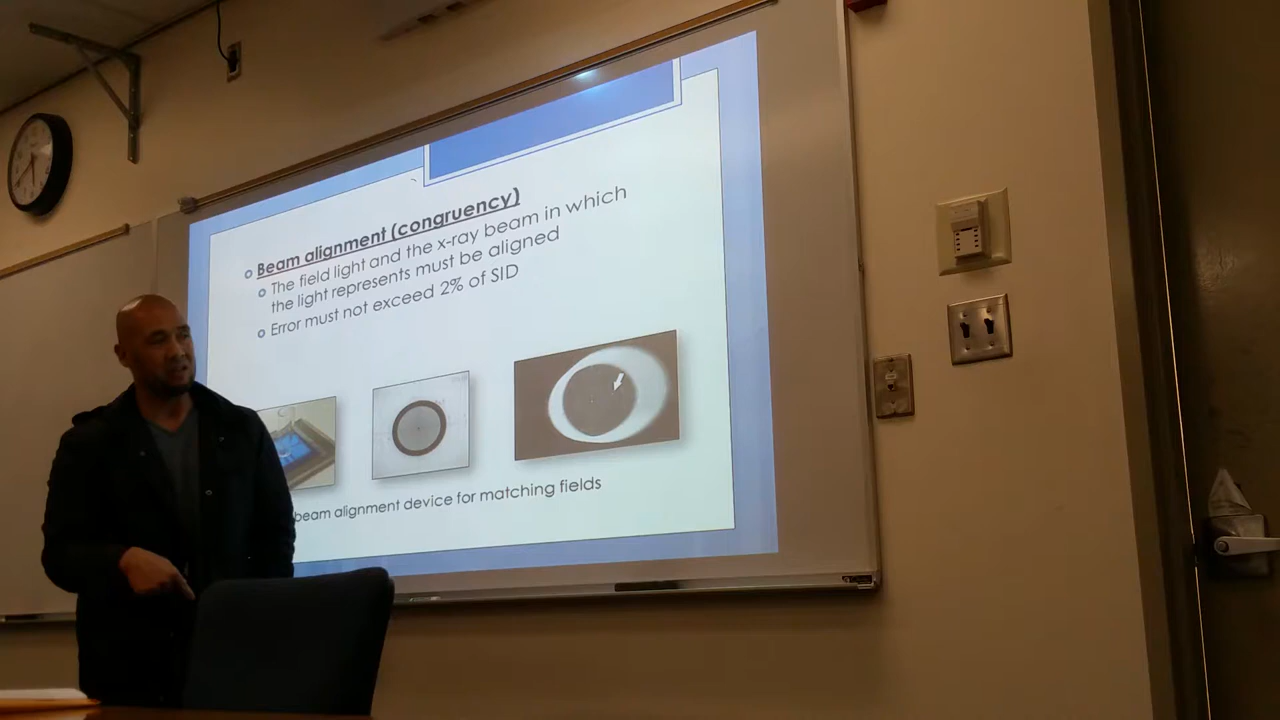 Beam alignment (congruency)
The field light and the x-ray beam in which
the light represents must be aligned
Error must not exceed 2% of SID
beam alignment device for matching fields